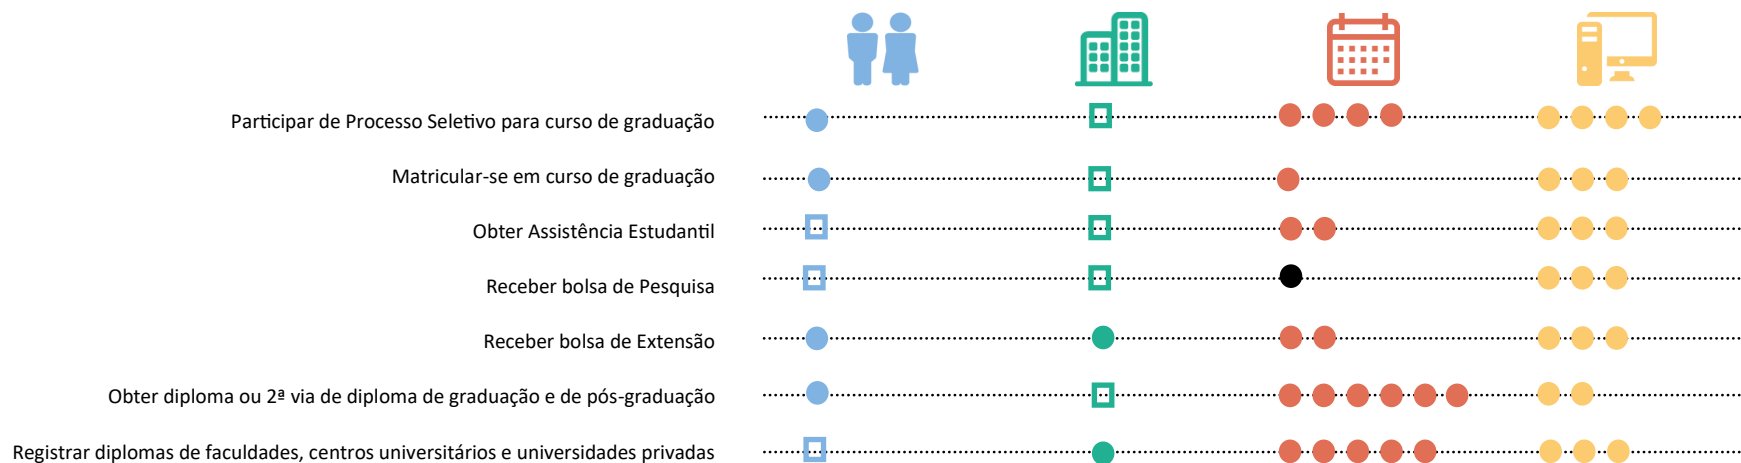 Participar de Processo Seletivo para curso de graduação
Matricular-se em curso de graduação
Obter Assistência Estudantil
Receber bolsa de Pesquisa
Receber bolsa de Extensão
Obter diploma ou 2ª via de diploma de graduação e de pós-graduação
Registrar diplomas de faculdades, centros universitários e universidades privadas